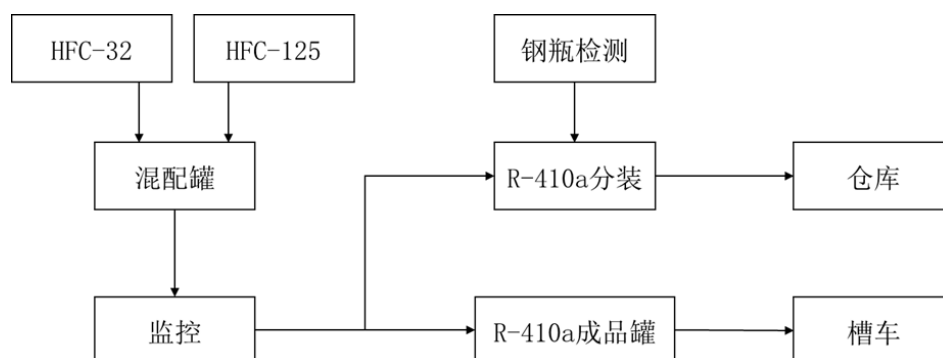 HFC-32
HFC-125
钢瓶检测
混配罐
R-410a分装
仓库
监控
R-410a成品罐
槽车